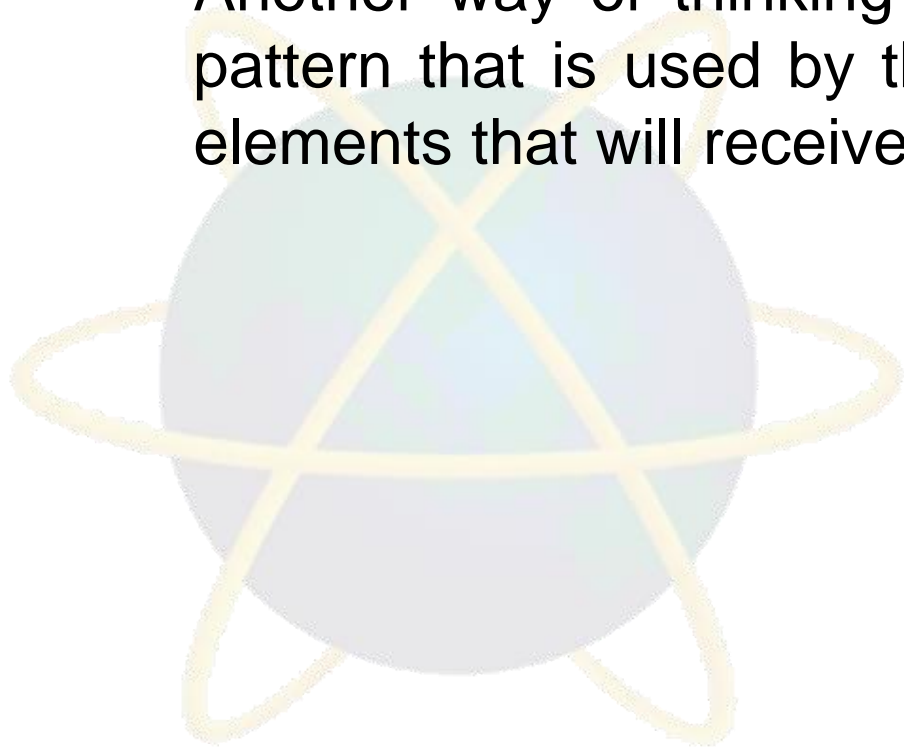 Another way of thinking
pattern that is used by
elements that will receive